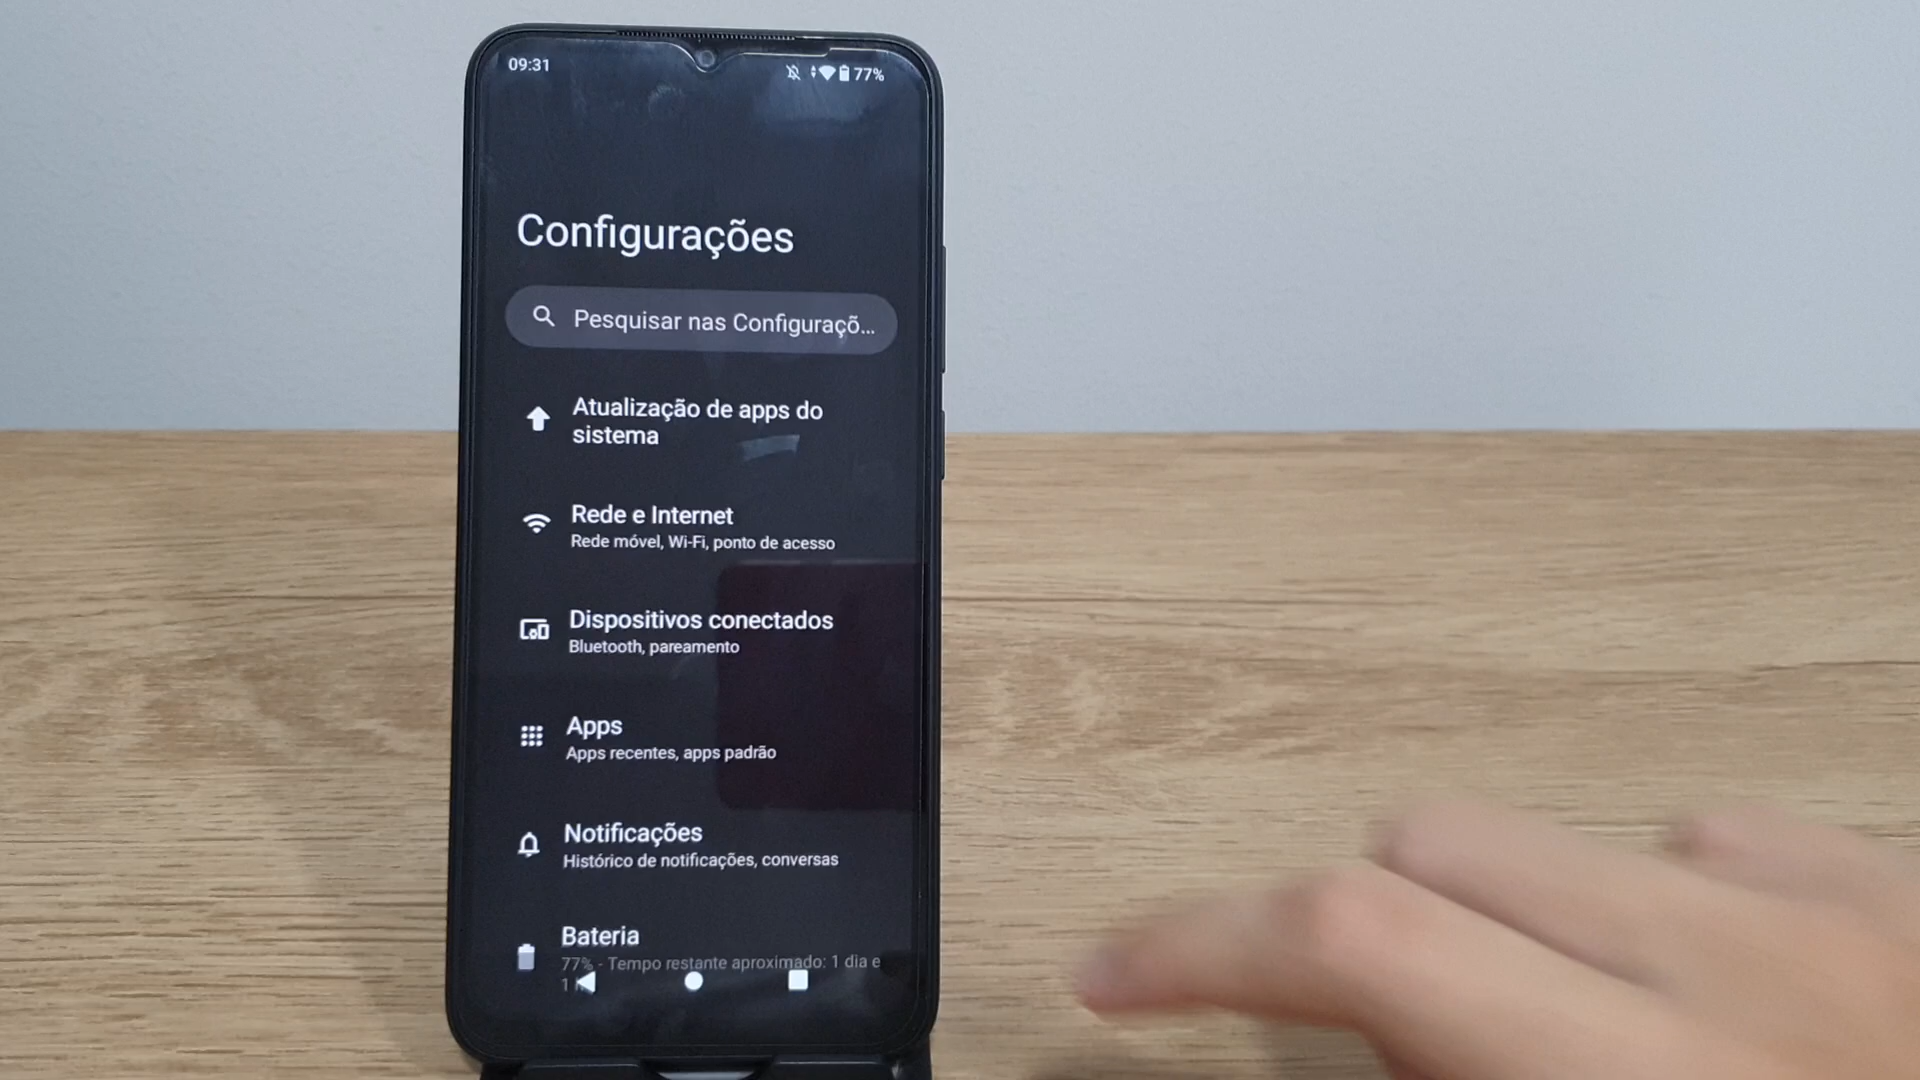 09:31
77%
Configurações
Pesquisar nas Configuraçõ...
Atualização de apps do
sistema
Rede e Internet
Rede móvel, Wi-Fi, ponto de acesso
Dispositivos conectados
Bluetooth, pareamento
Apps
Apps recentes, apps padrão
Notificações
Histórico de notificações, conversas
Bateria
77% - Tempo restante aproximado: 1 dia e
1